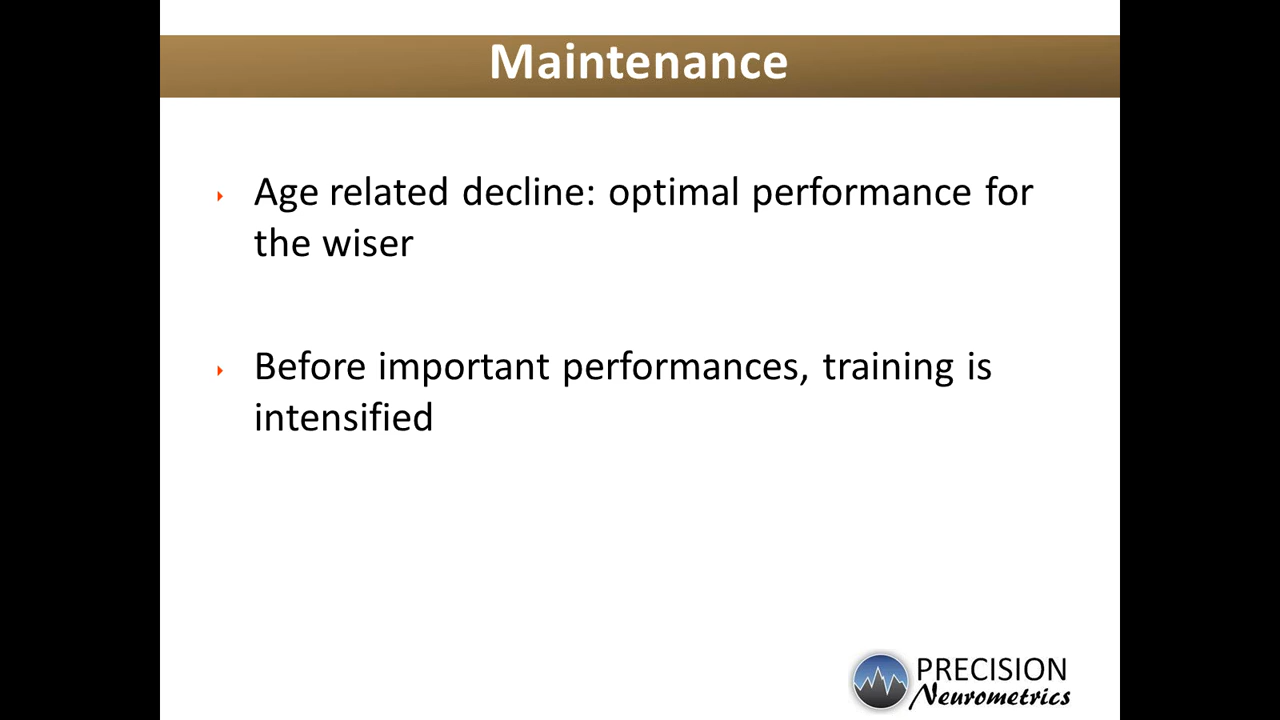 Maintenance
Age related decline: optimal performance for
the wiser
Before important performances, training is
intensified
PRECISION
Neurometrics